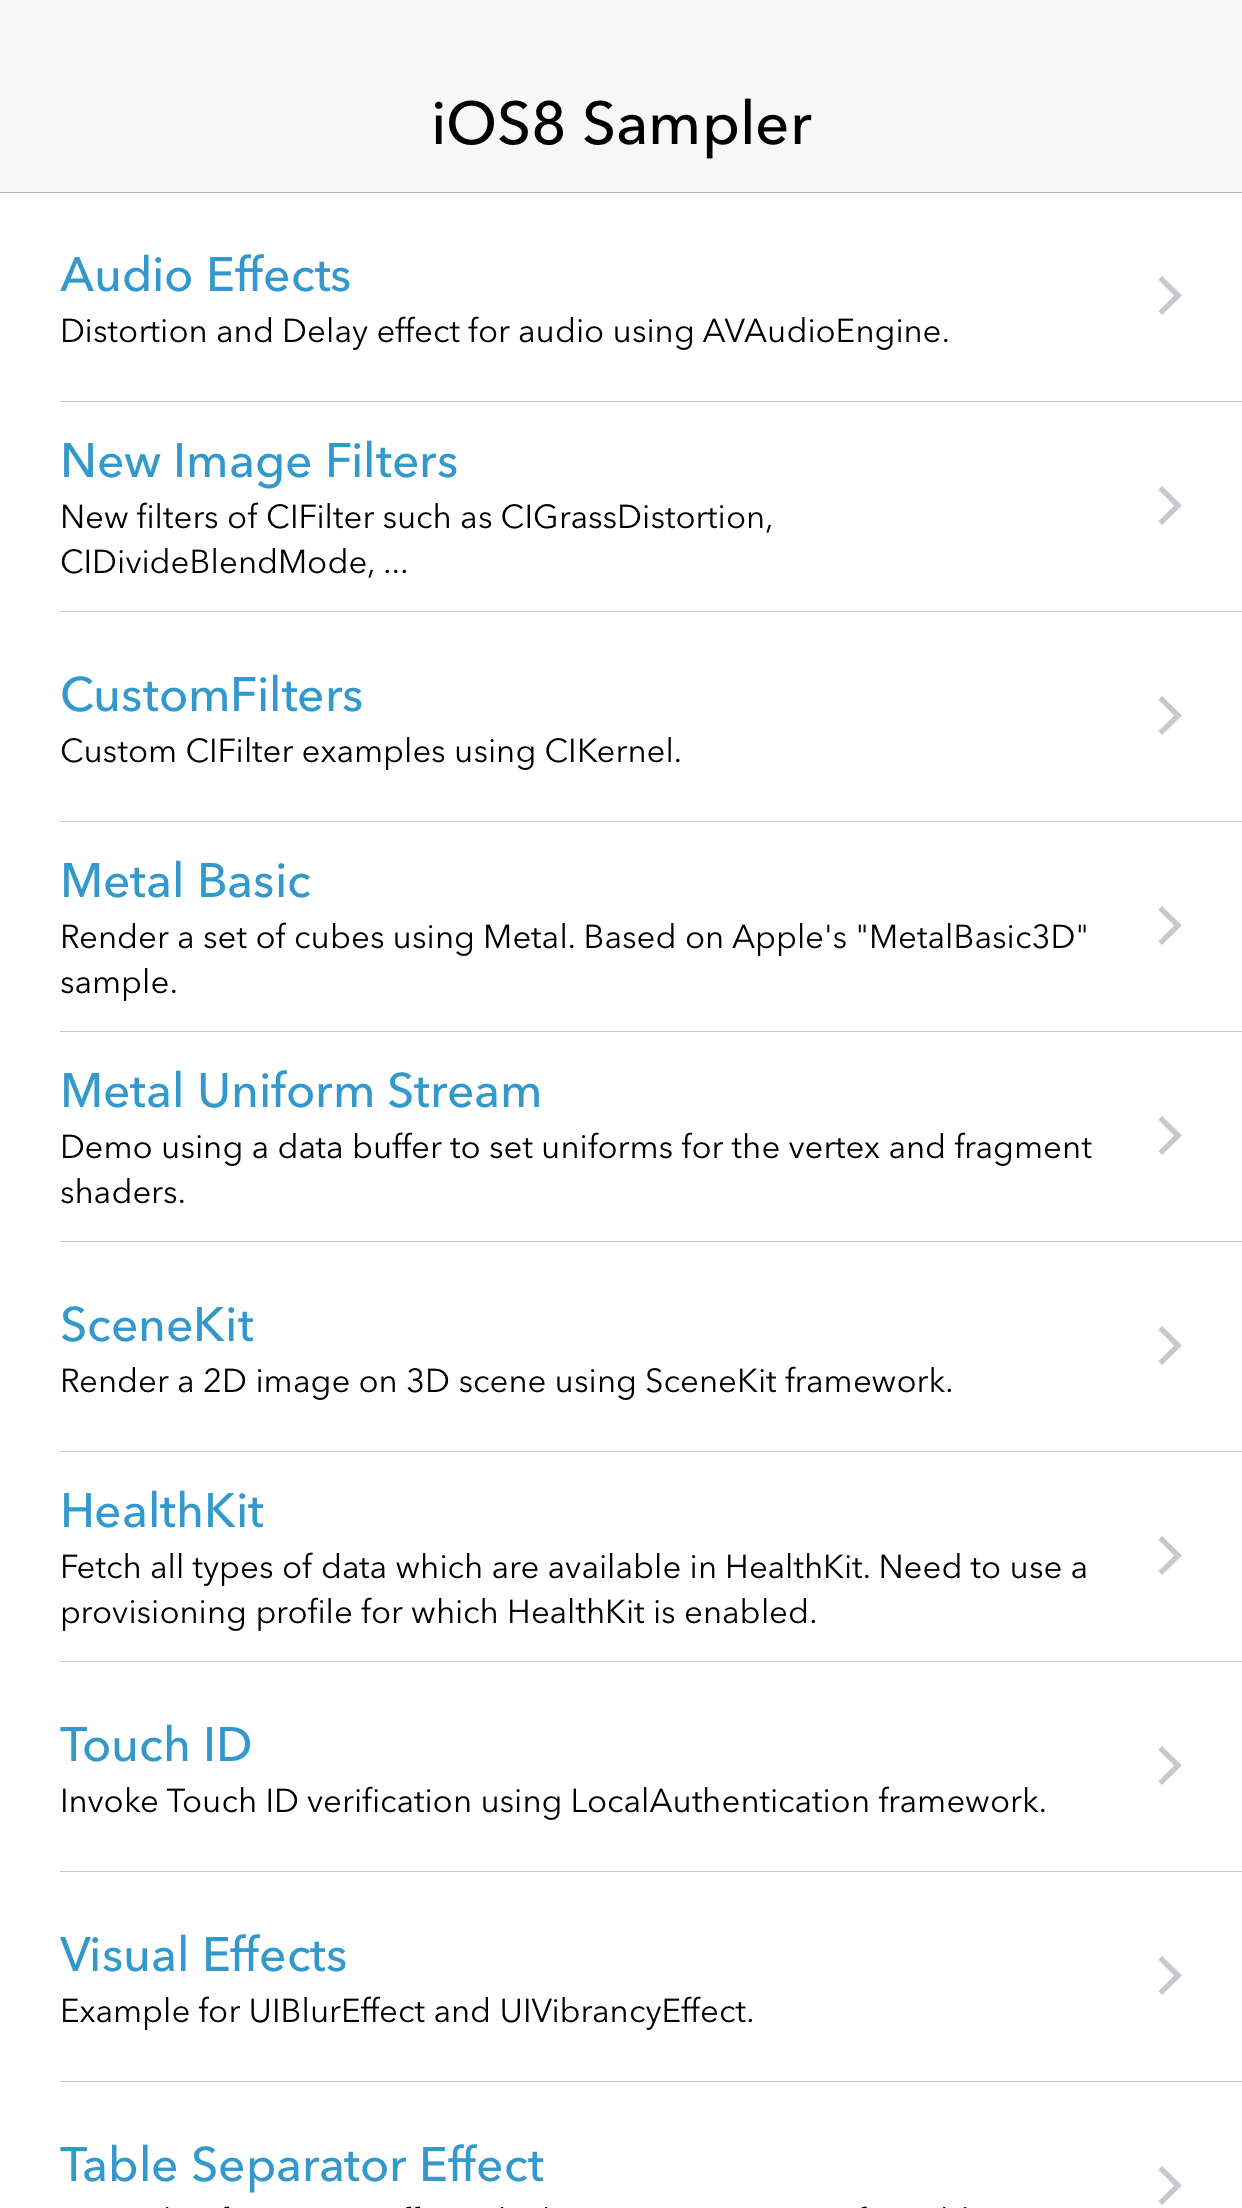 iOS8 Sampler
Audio Effects
Distortion and Delay effect for audio using AVAudioEngine.
New Image Filters
New filters of CIFilter such as CIGrassDistortion,
CIDivideBlendMode, ...
CustomFilters
Custom CIFilter examples using CIKernel.
Metal Basic
Render a set of cubes using Metal. Based on Apple's "MetalBasic3D"
sample.
Metal Uniform Stream
Demo using a data buffer to set uniforms for the vertex and fragment
shaders.
SceneKit
Render a 2D image on 3D scene using SceneKit framework.
HealthKit
Fetch all types of data which are available in HealthKit. Need to use a
provisioning profile for which HealthKit is enabled.
Touch ID
Invoke Touch ID verification using LocalAuthentication framework.
Visual Effects
Example for UIBlurEffect and UIVibrancyEffect.
Table Separator Effect